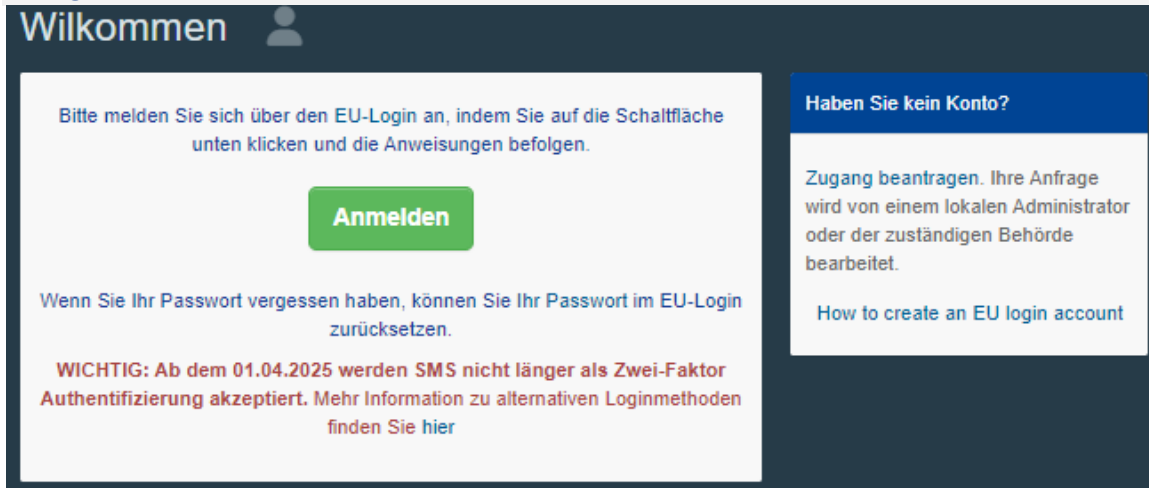 Wilkommen
Bitte melden Sie sich über den EU-Login an, indem Sie auf die Schaltfläche
unten klicken und die Anweisungen befolgen.
Anmelden
Wenn Sie Ihr Passwort vergessen haben, können Sie Ihr Passwort im EU-Login
zurücksetzen.
WICHTIG: Ab dem 01.04.2025 werden SMS nicht länger als Zwei-Faktor
Authentifizierung akzeptiert. Mehr Information zu alternativen Loginmethoden
finden Sie hier
Haben Sie kein Konto?
Zugang beantragen. Ihre Anfrage
wird von einem lokalen Administrator
oder der zuständigen Behörde
bearbeitet.
How to create an EU login account